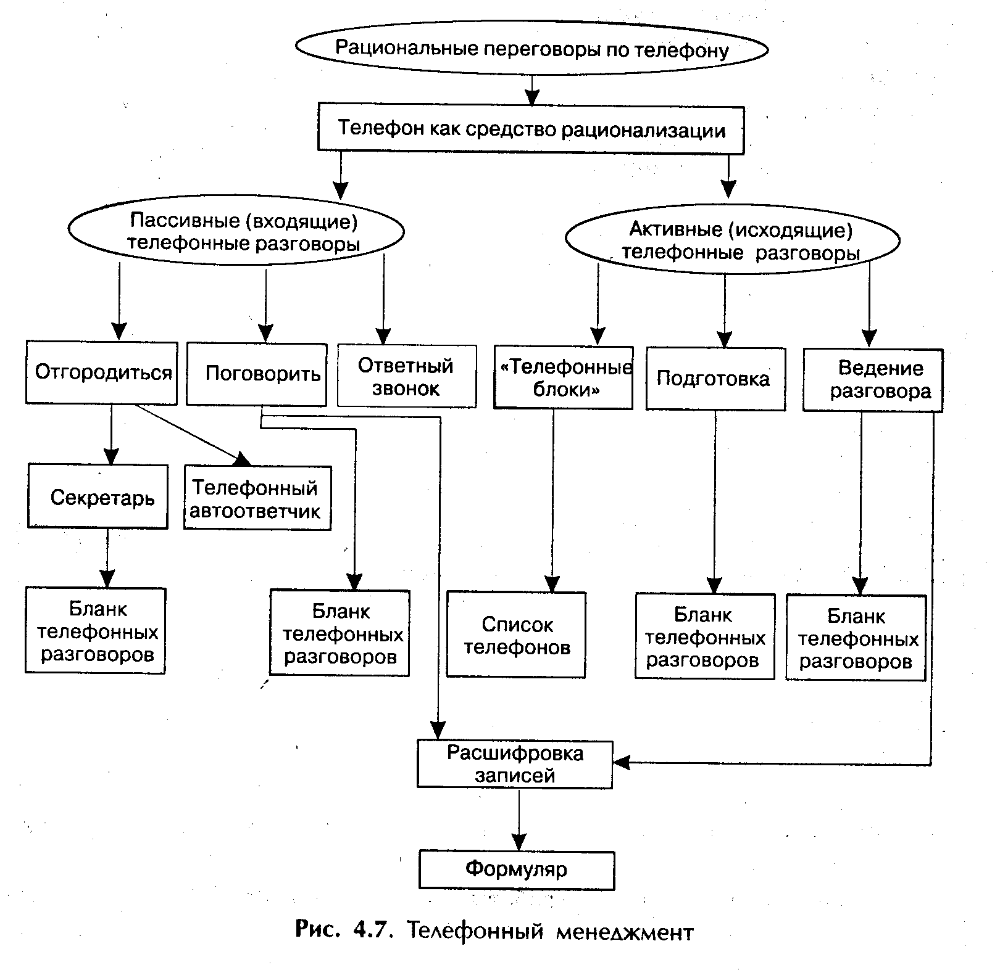 Рациональные переговоры по телефону
Телефон как средство рационализации
Пассивные (входящие)
телефонные разговоры
Активные (исходящие)
телефонные разговоры
Отгородиться
Поговорить
Ответный
звонок
«Телефонные
блоки»
Подготовка
Ведение
разговора
Секретарь
Телефонный
автоответчик
Бланк
телефонных
разговоров
Бланк
телефонных
разговоров
Список
телефонов
Бланк
телефонных
разговоров
Бланк
телефонных
разговоров
Расшифровка
записей
Формуляр
Рис. 4.7. Телефонный менеджмент